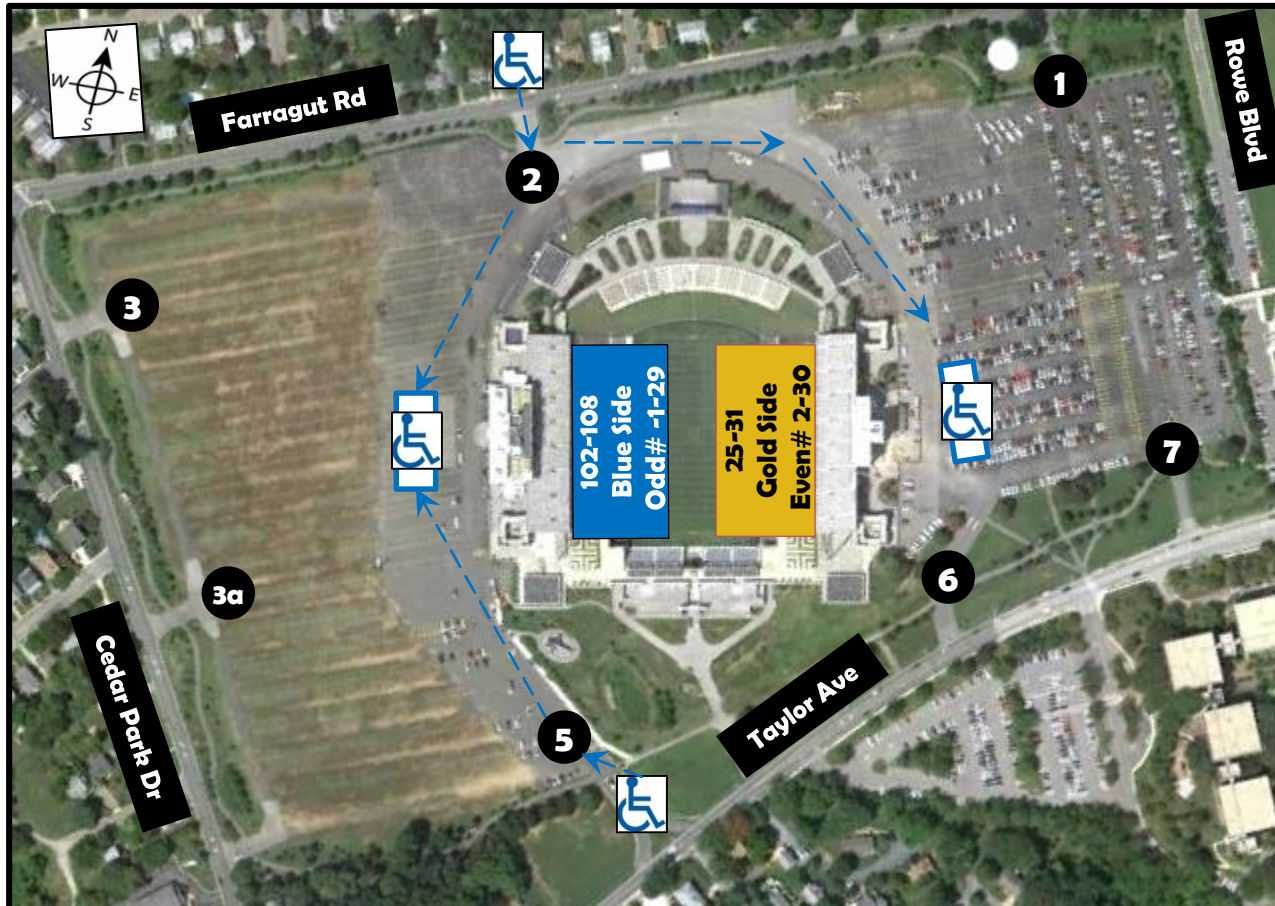 N
W
E
S
Farragut Rd
Rowe Blvd
1
2
3
3a
Cedar Park Dr
102-108
Blue Side
Odd# -1-29
25-31
Gold Side
Even# 2-30
7
6
5
Taylor Ave